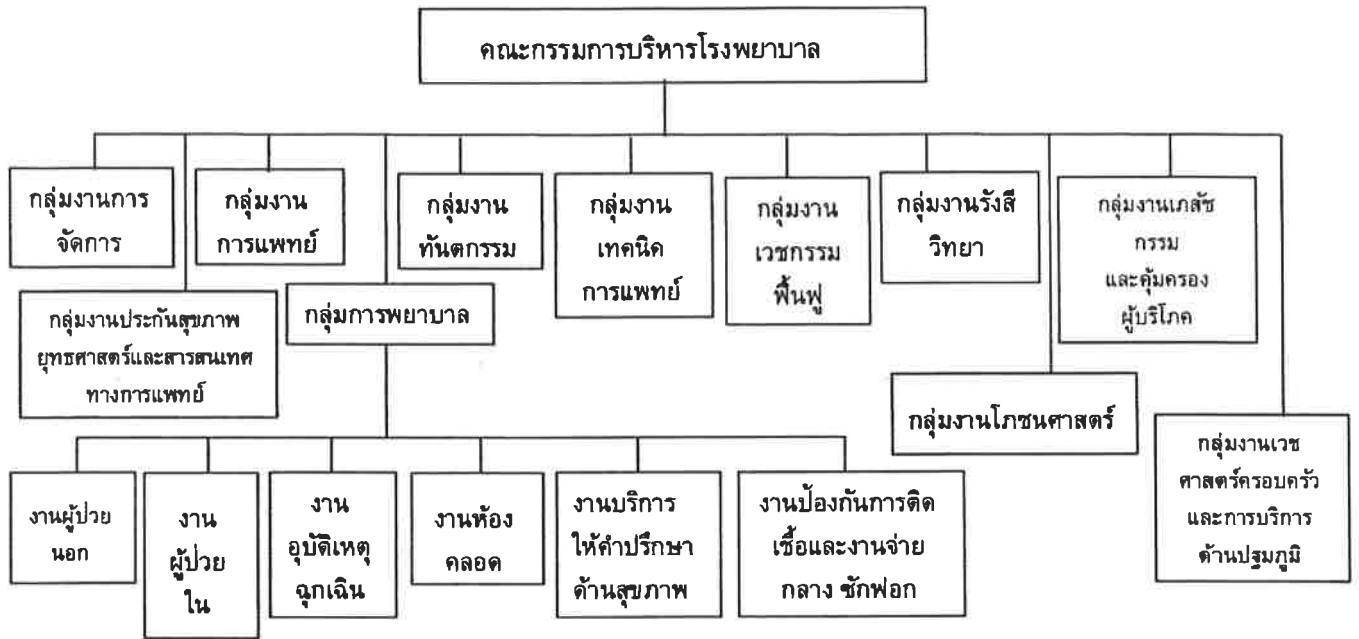 คณะกรรมการบริหารโรงพยาบาล
กลุ่มงานการ
จัดการ
กลุ่มงาน
การแพทย์
กลุ่มงาน
ทันตกรรม
กลุ่มงาน
เทคนิค
การแพทย์
กลุ่มงาน
เวชกรรม
ฟื้นฟู
กลุ่มงานรังสี
วิทยา
กลุ่มงานเภสัช
กรรม
และคุ้มครอง
ผู้บริโภค
กลุ่มงานประกันสุขภาพ
ยุทธศาสตร์และสารสนเทศ
ทางการแพทย์
กลุ่มการพยาบาล
กลุ่มงานโภชนศาสตร์
กลุ่มงานเวช
ศาสตร์ครอบครัว
และการบริการ
ด้านปฐมภูมิ
งานผู้ป่วย
นอก
งาน
ผู้ป่วย
ใน
งาน
อุบัติเหตุ
ฉุกเฉิน
งานห้อง
คลอด
งานบริการ
ให้คำปรึกษา
ด้านสุขภาพ
งานป้องกันการติด
เชื้อและงานจ่าย
กลาง ซักฟอก